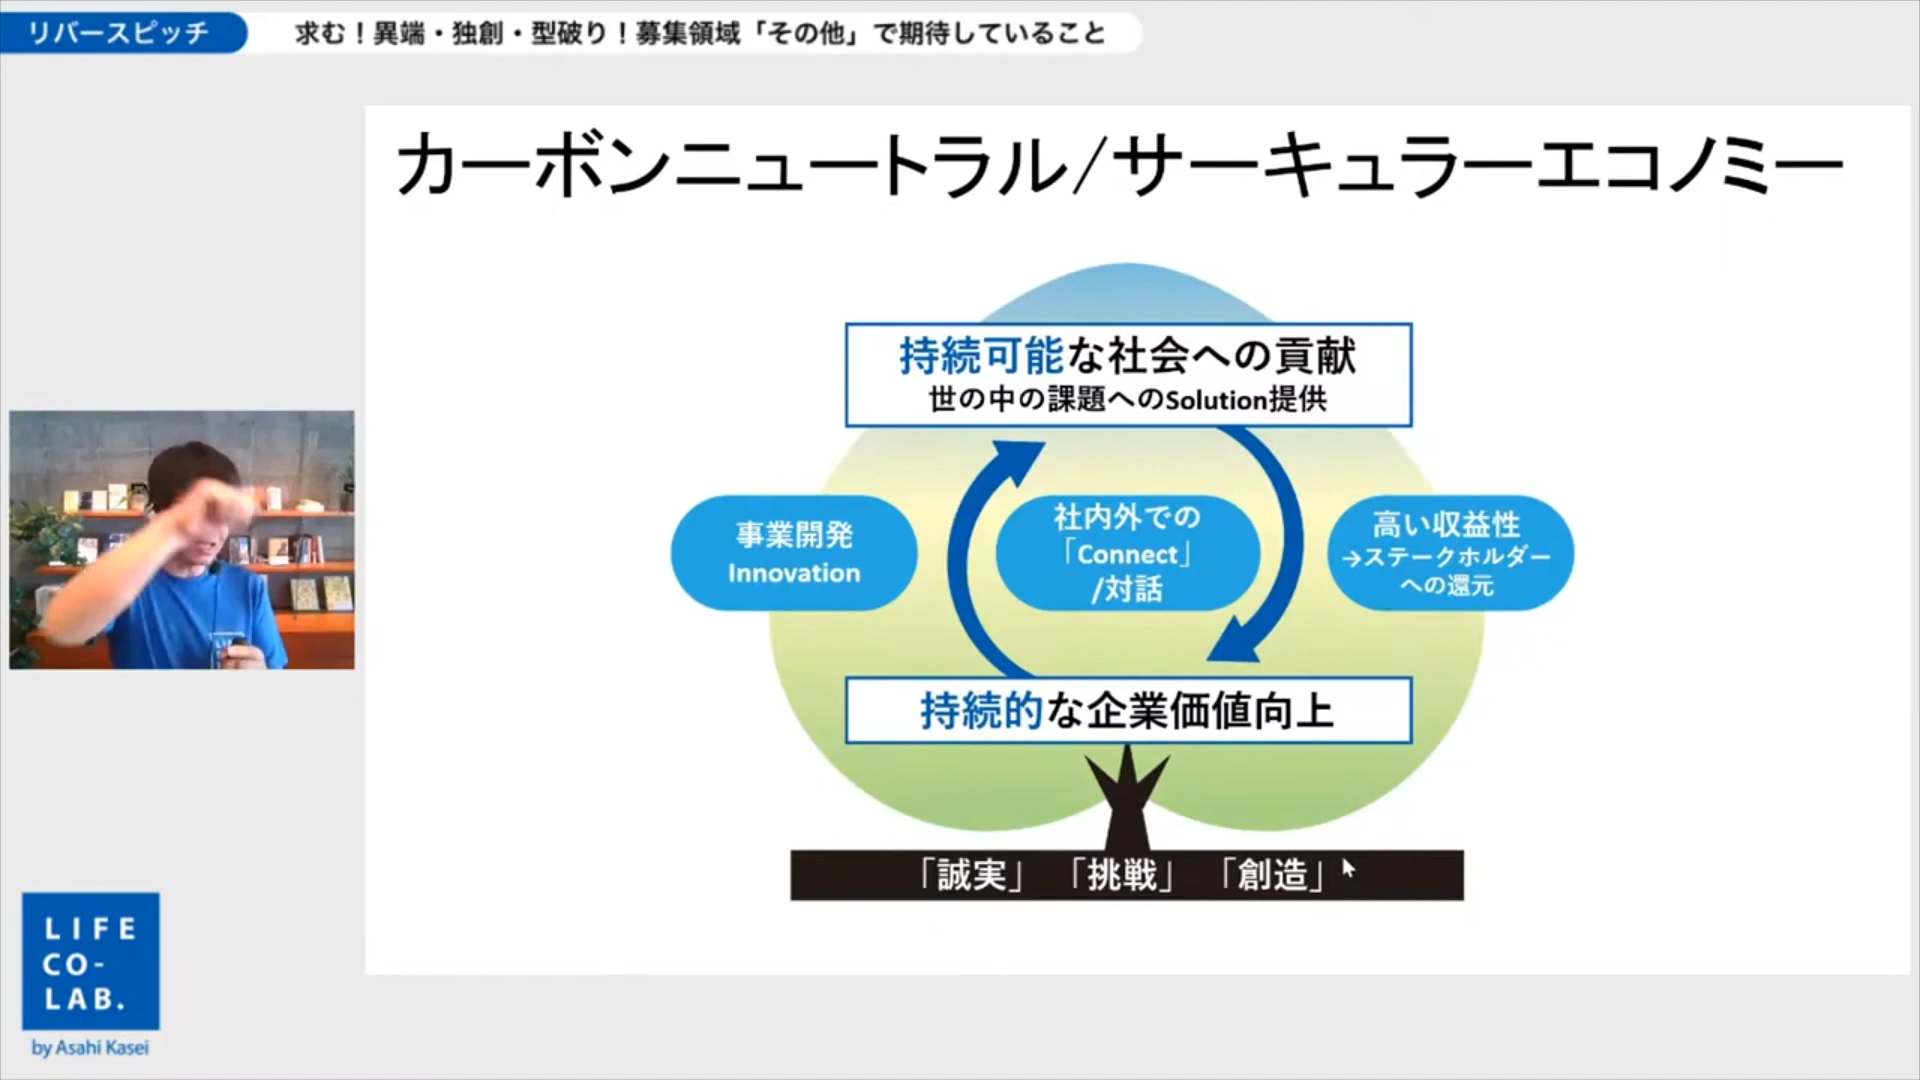 リバースピッチ
求む！異端・独創・型破り！募集領域「その他」で期待していること
カーボンニュートラル/サーキュラーエコノミー
持続可能な社会への貢献
世の中の課題へのSolution提供
事業開発
Innovation
社内外での
「Connect」
/対話
高い収益性
→ステークホルダー
への還元
持続的な企業価値向上
「誠実」 「挑戦」 「創造」
LIFE
CO-
LAB.
by Asahi Kasei